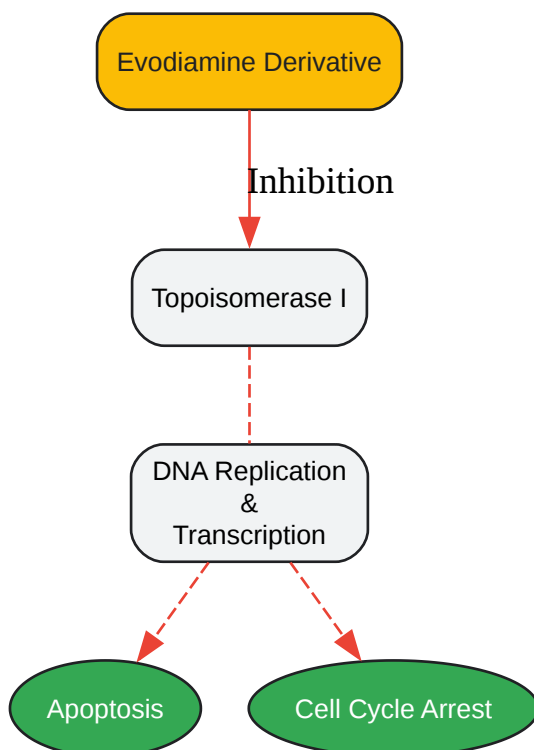 Evodiamine Derivative
Inhibition
Topoisomerase I
DNA Replication
&
Transcription
Apoptosis
Cell Cycle Arrest